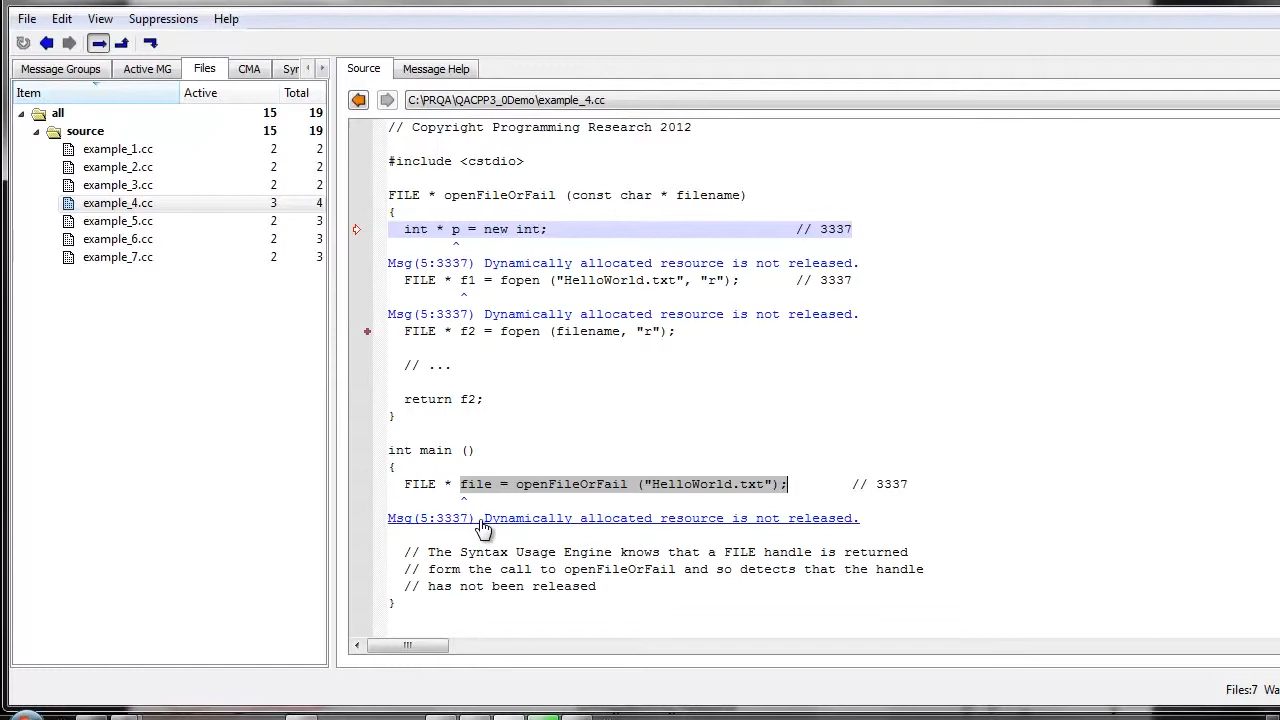 File Edit View Suppressions Help
Message Groups Active MG Files CMA Syr
Item Active Total
all 15 19
source 15 19
example_1.cc 2 2
example_2.cc 2 2
example_3.cc 2 2
example_4.cc 3 4
example_5.cc 2 3
example_6.cc 2 3
example_7.cc 2 3
Source Message Help
C:\PRQA\QACPP3_0Demo\example_4.cc
// Copyright Programming Research 2012
#include <cstdio>
FILE * openFileOrFail (const char * filename)
{
int * p = new int; // 3337
^
Msg(5:3337) Dynamically allocated resource is not released.
FILE * f1 = fopen ("HelloWorld.txt", "r"); // 3337
^
Msg(5:3337) Dynamically allocated resource is not released.
FILE * f2 = fopen (filename, "r");
// ...
return f2;
}
int main ()
{
FILE * file = openFileOrFail ("HelloWorld.txt"); // 3337
^
Msg(5:3337) Dynamically allocated resource is not released.
// The Syntax Usage Engine knows that a FILE handle is returned
// form the call to openFileOrFail and so detects that the handle
// has not been released
}
Files:7 Wa